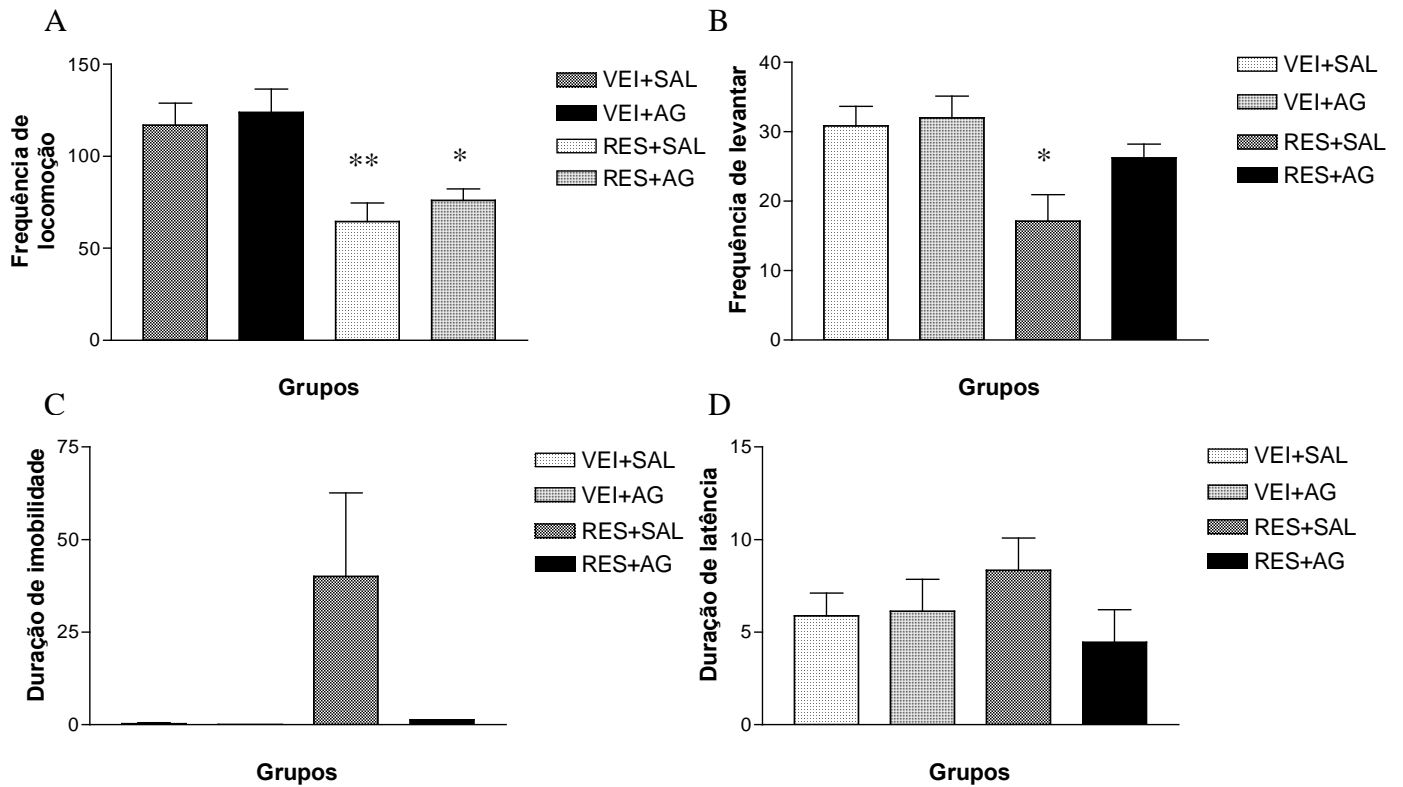 A
Frequência de
locomoção
150
100
50
0
**
*
Grupos
VEI+SAL
VEI+AG
RES+SAL
RES+AG
B
Frequência de levantar
40
30
20
10
0
*
Grupos
VEI+SAL
VEI+AG
RES+SAL
RES+AG
C
Duração de imobilidade
75
50
25
0
Grupos
VEI+SAL
VEI+AG
RES+SAL
RES+AG
D
Duração de latência
15
10
5
0
Grupos
VEI+SAL
VEI+AG
RES+SAL
RES+AG